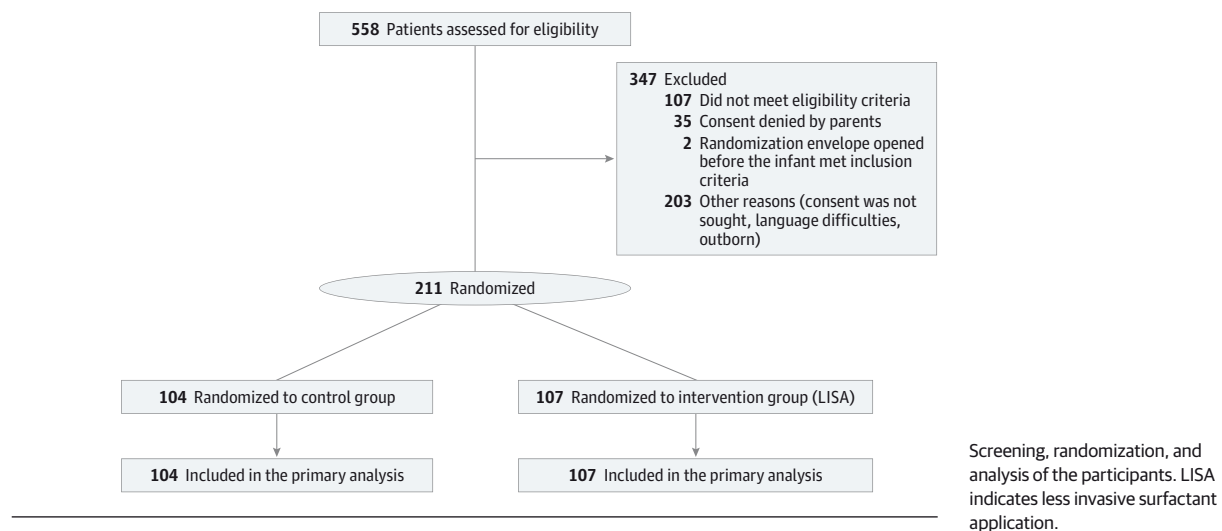 558 Patients assessed for eligibility
347 Excluded
107 Did not meet eligibility criteria
35 Consent denied by parents
2 Randomization envelope opened
before the infant met inclusion
criteria
203 Other reasons (consent was not
sought, language difficulties,
outborn)
211 Randomized
104 Randomized to control group
107 Randomized to intervention group (LISA)
104 Included in the primary analysis
107 Included in the primary analysis
Screening, randomization, and
analysis of the participants. LISA
indicates less invasive surfactant
application.